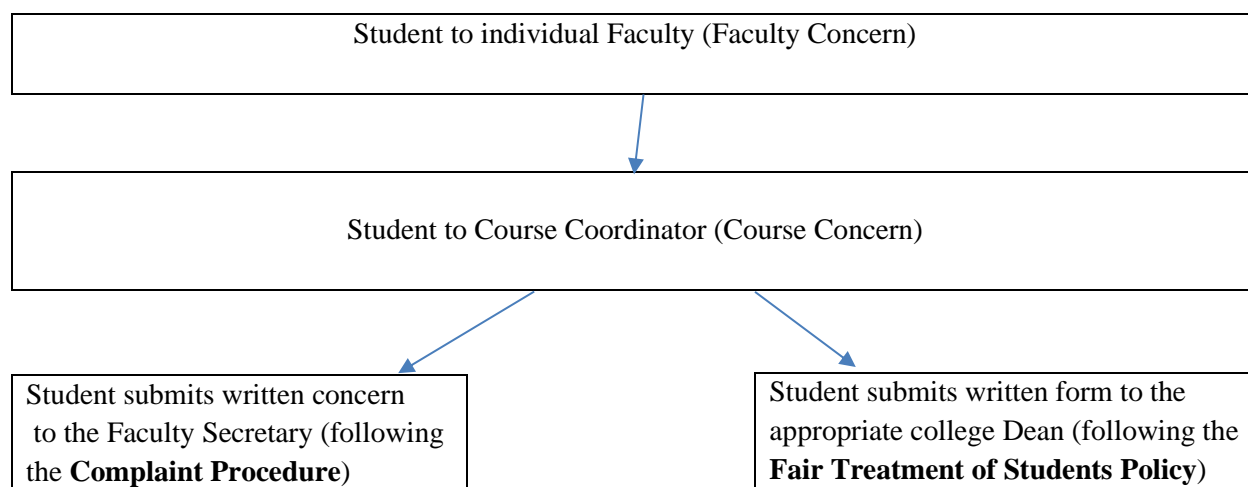 Student to individual Faculty (Faculty Concern)
Student to Course Coordinator (Course Concern)
Student submits written concern
to the Faculty Secretary (following
the Complaint Procedure)
Student submits written form to the
appropriate college Dean (following the
Fair Treatment of Students Policy)